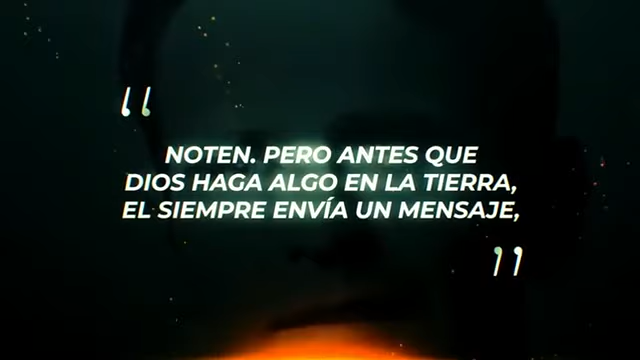 NOTEN. PERO ANTES QUE
DIOS HAGA ALGO EN LA TIERRA,
EL SIEMPRE ENVÍA UN MENSAJE,